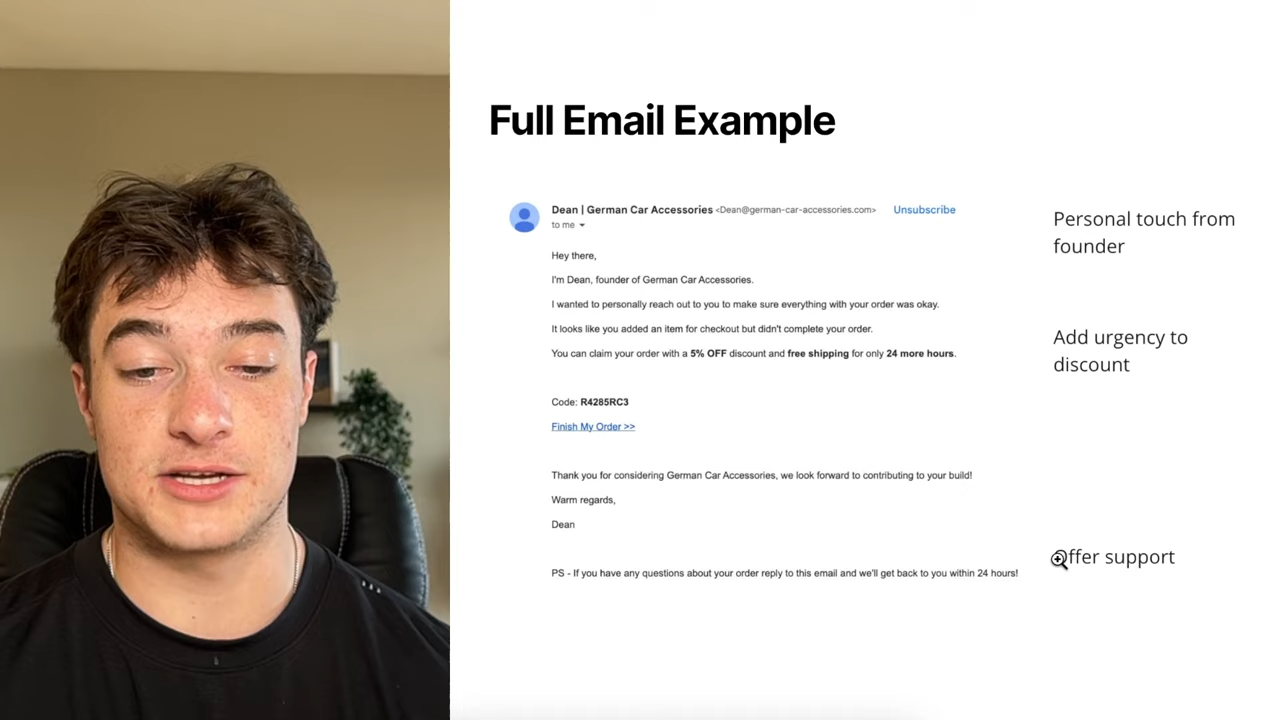 Full Email Example
Dean | German Car Accessories <Dean@german-car-accessories.com> Unsubscribe
to me
Hey there,
I'm Dean, founder of German Car Accessories.
I wanted to personally reach out to you to make sure everything with your order was okay.
It looks like you added an item for checkout but didn't complete your order.
You can claim your order with a 5% OFF discount and free shipping for only 24 more hours.
Code: R4285RC3
Finish My Order >>
Thank you for considering German Car Accessories, we look forward to contributing to your build!
Warm regards,
Dean
PS - If you have any questions about your order reply to this email and we'll get back to you within 24 hours!
Personal touch from
founder
Add urgency to
discount
Offer support